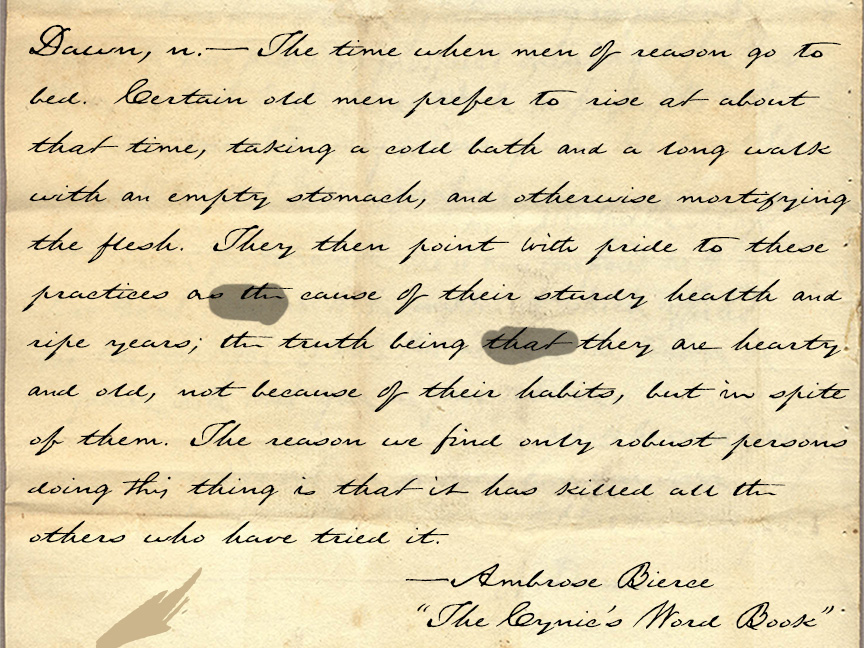 Dawn, n.— The time when men of reason go to
bed. Certain old men prefer to rise at about
that time, taking a cold bath and a long walk
with an empty stomach, and otherwise mortifying
the flesh. They then point with pride to these
practices as the cause of their sturdy health and
ripe years; the truth being that they are hearty
and old, not because of their habits, but in spite
of them. The reason we find only robust persons
doing this thing is that it has killed all the
others who have tried it.
—Ambrose Bierce
"The Cynic's Word Book"